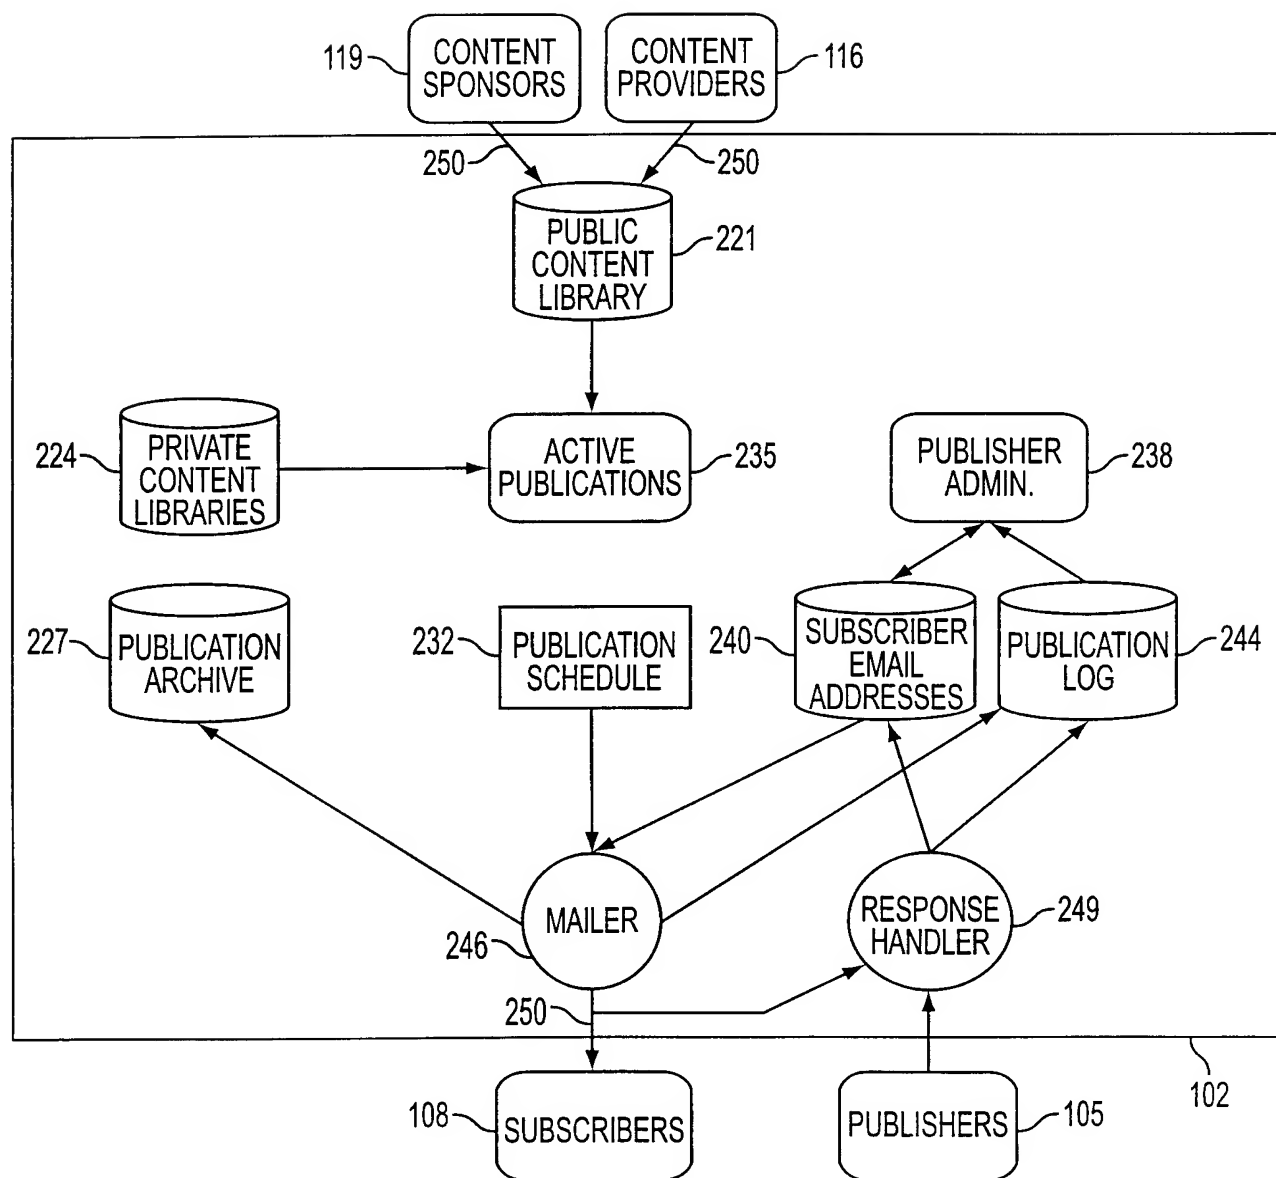 119
CONTENT
SPONSORS
CONTENT
PROVIDERS
116
250
250
PUBLIC
CONTENT
LIBRARY
221
224
PRIVATE
CONTENT
LIBRARIES
ACTIVE
PUBLICATIONS
235
PUBLISHER
ADMIN.
238
227
PUBLICATION
ARCHIVE
232
PUBLICATION
SCHEDULE
240
SUBSCRIBER
EMAIL
ADDRESSES
PUBLICATION
LOG
244
MAILER
246
RESPONSE
HANDLER
249
250
102
108
SUBSCRIBERS
PUBLISHERS
105